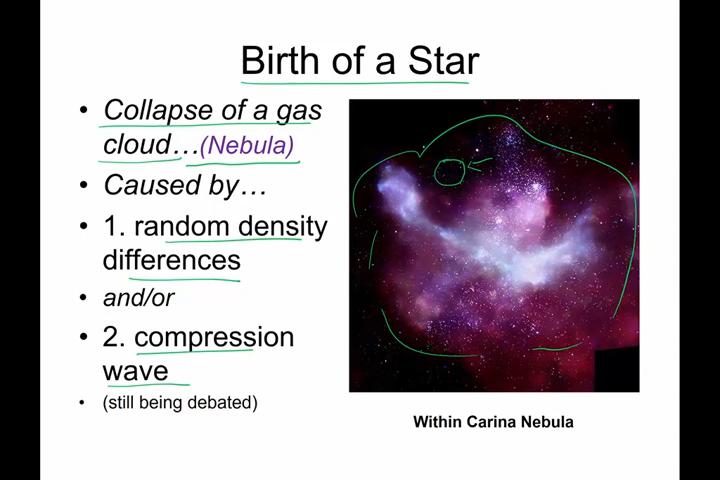 Birth of a Star
• Collapse of a gas
cloud…(Nebula)
• Caused by…
• 1. random density
differences
• and/or
• 2. compression
wave
• (still being debated)
Within Carina Nebula